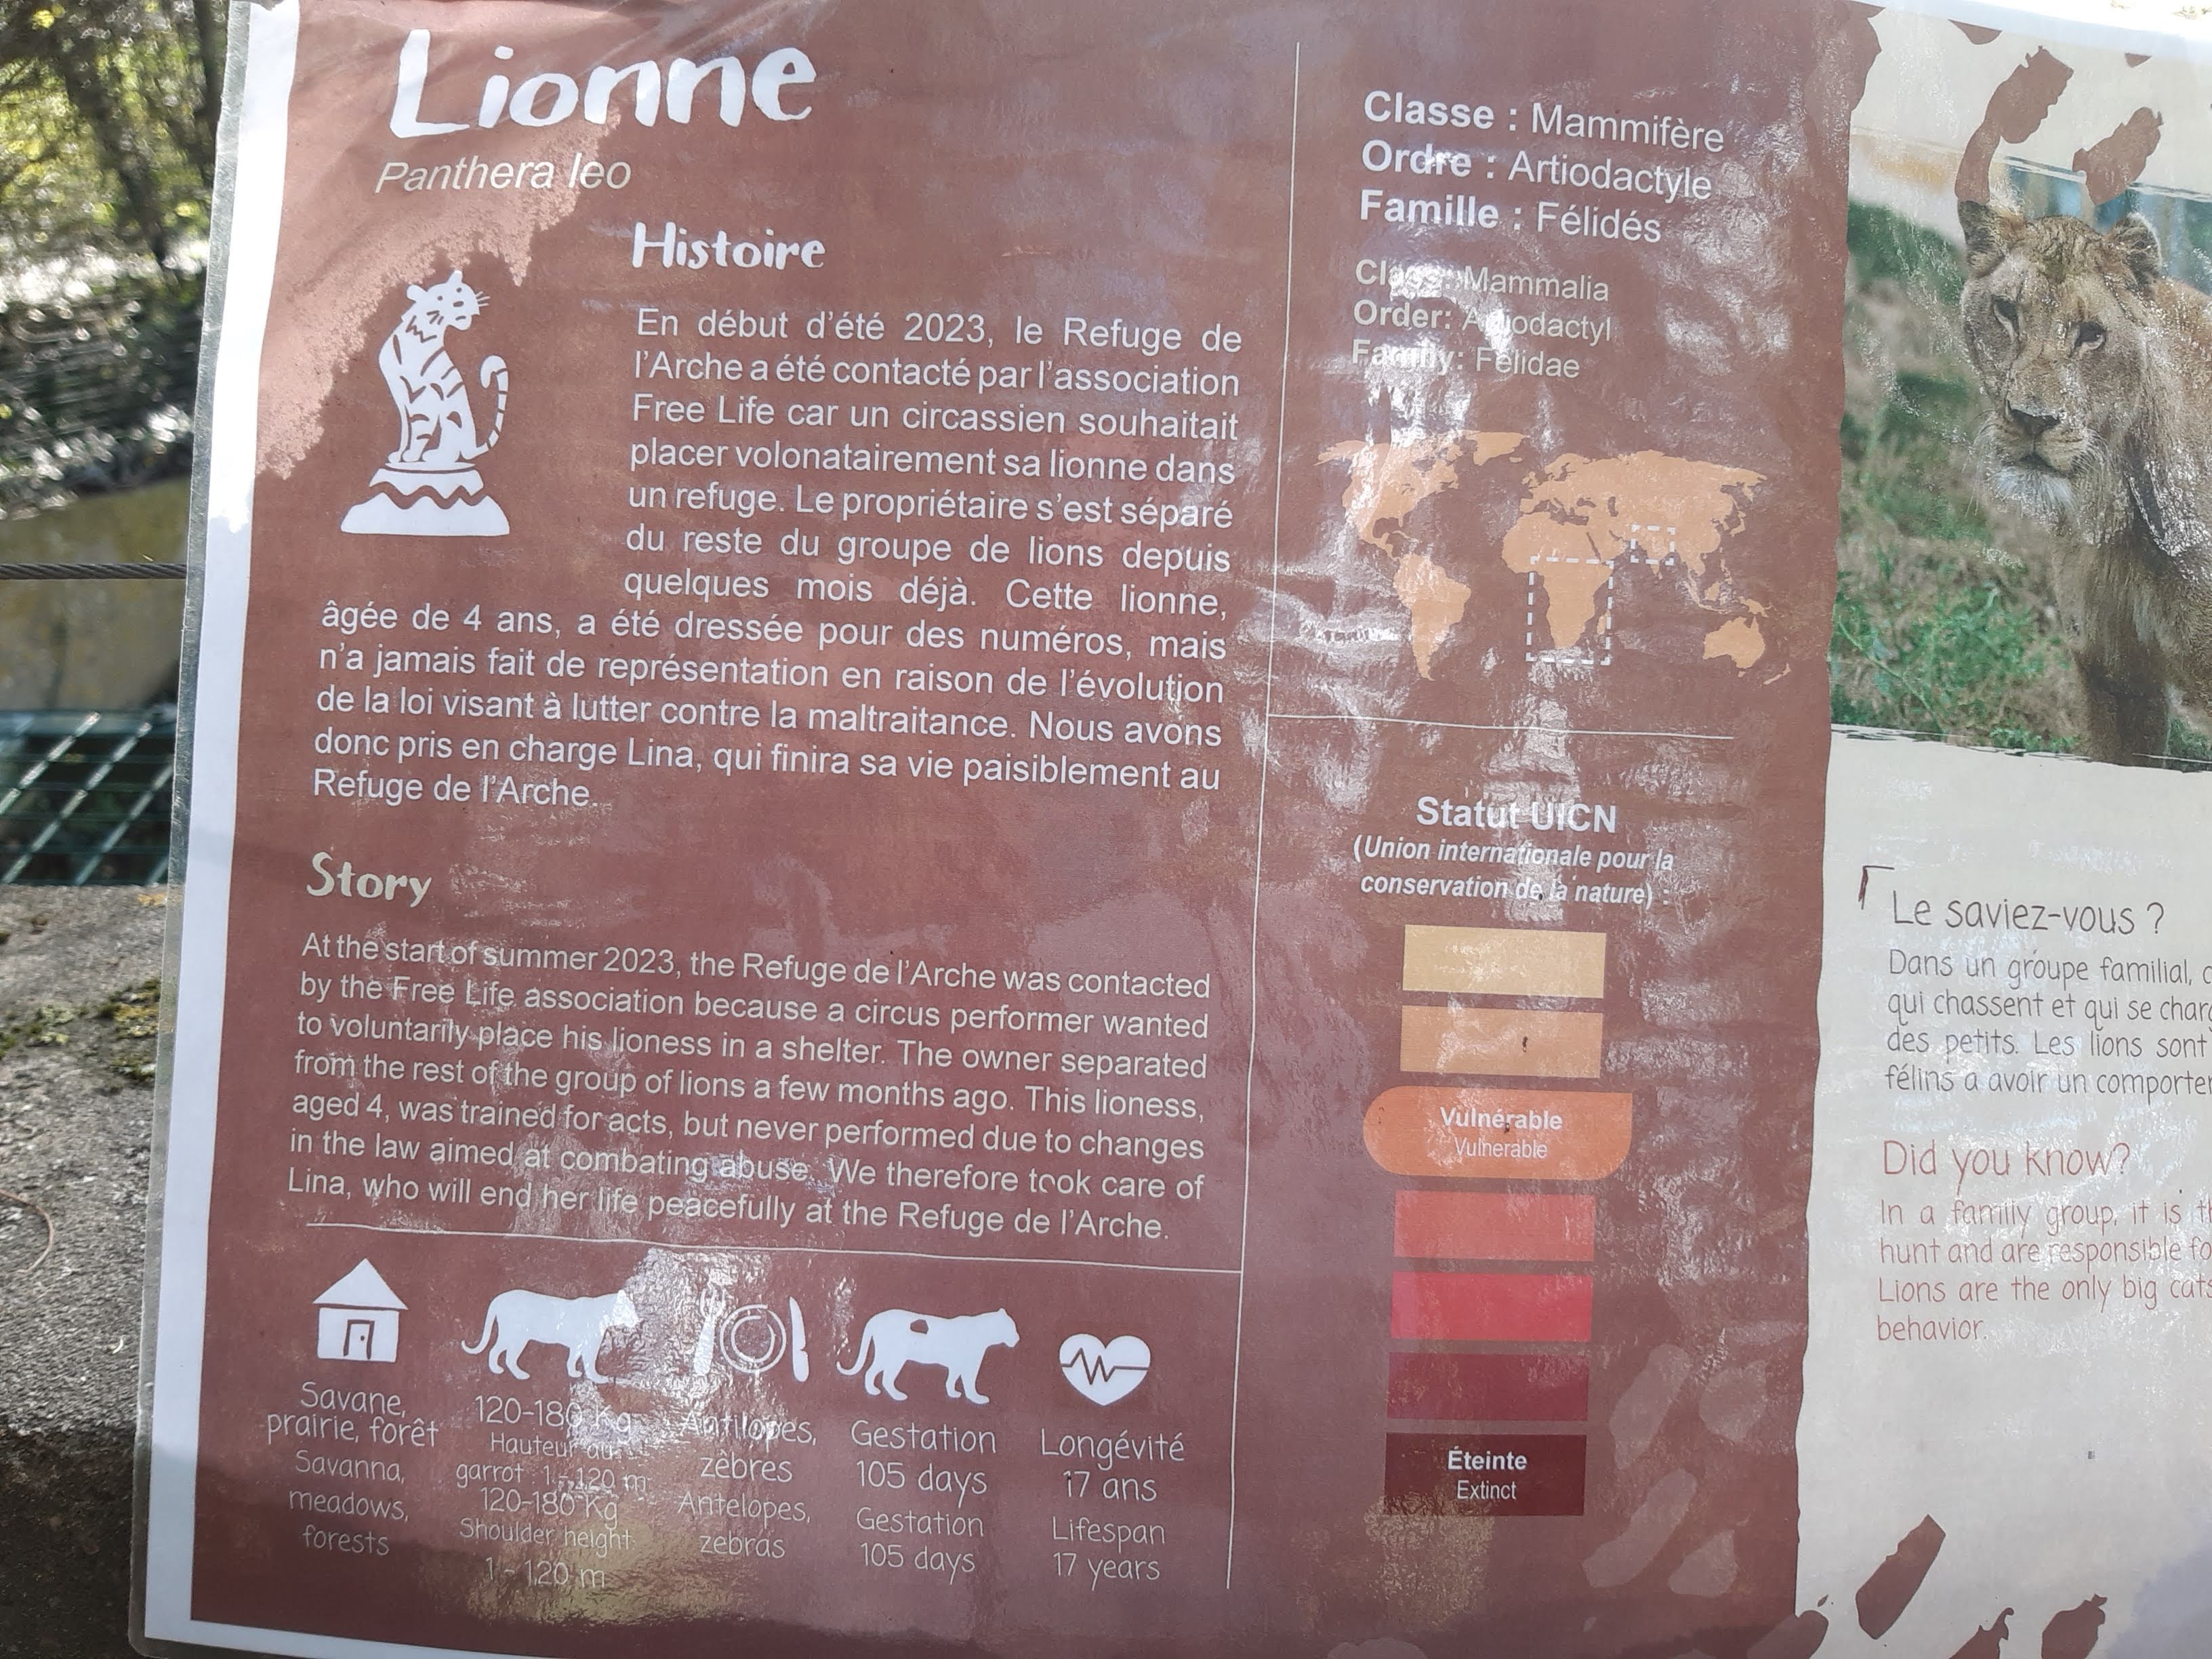 Lionne
Panthera leo
Histoire
En début d'été 2023, le Refuge de
l'Arche a été contacté par l'association
Free Life car un circassien souhaitait
placer volonatairement sa lionne dans
un refuge. Le propriétaire s'est séparé
du reste du groupe de lions depuis
quelques mois déjà. Cette lionne,
âgée de 4 ans, a été dressée pour des numéros, mais
n'a jamais fait de représentation en raison de l'évolution
de la loi visant à lutter contre la maltraitance. Nous avons
donc pris en charge Lina, qui finira sa vie paisiblement au
Refuge de l'Arche.
Story
At the start of summer 2023, the Refuge de l'Arche was contacted
by the Free Life association because a circus performer wanted
to voluntarily place his lioness in a shelter. The owner separated
from the rest of the group of lions a few months ago. This lioness,
aged 4, was trained for acts, but never performed due to changes
in the law aimed at combating abuse. We therefore took care of
Lina, who will end her life peacefully at the Refuge de l'Arche.
Savane,
prairie, forêt
Savanna,
meadows,
forests
120-180 Kg
Hauteur au
garrot : 1 - 1,20 m
120-180 Kg
Shoulder height
1 - 1,20 m
Antilopes,
zèbres
Antelopes,
zebras
Gestation
105 days
Gestation
105 days
Longévité
17 ans
Lifespan
17 years
Classe : Mammifère
Ordre : Artiodactyle
Famille : Félidés
Class: Mammalia
Order: Artiodactyl
Family: Felidae
Statut UICN
(Union internationale pour la
conservation de la nature) :
Vulnérable
Vulnerable
Éteinte
Extinct
Le saviez-vous ?
Dans un groupe familial,
qui chassent et qui se
des petits. Les lions sont
félins a avoir un
Did you know?
In a family group, it is
hunt and are responsible
Lions are the only big cats
behavior.